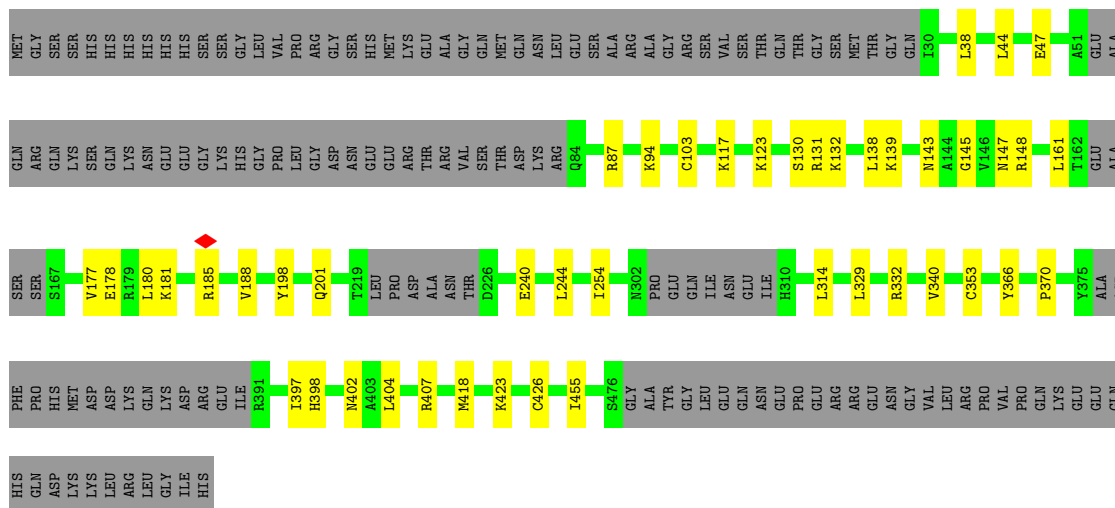 MET GLY SER SER HIS HIS HIS HIS HIS HIS SER SER GLY LEU VAL PRO ARG GLY SER HIS MET LYS GLU ALA GLY GLN MET GLN ASN LEU GLU SER ALA ARG ALA GLY ARG SER VAL SER THR GLN THR GLY SER MET THR GLY GLN I30 L38 L44 E47 A51 GLU ALA
GLN ARG GLN LYS SER GLN LYS ASN GLU GLU GLY LYS HIS GLY PRO LEU GLY ASP ASN GLU GLU ARG THR ARG VAL SER THR ASP LYS ARG Q84 R87 K94 C103 K117 K123 S130 R131 K132 L138 K139 N143 A144 G145 V146 N147 R148 L161 T162 GLU ALA
SER SER S167 V177 E178 R179 L180 K181 R185 V188 Y198 Q201 T219 LEU PRO ASP ALA ASN THR D226 E240 L244 I254 N302 PRO GLU GLN ILE ASN GLU ILE H310 L314 L329 R332 V340 C353 Y366 P370 Y375 ALA
PHE PRO HIS MET ASP ASP LYS GLN LYS ASP ARG GLU ILE R391 I397 H398 N402 A403 L404 R407 M418 K423 C426 I455 S476 GLY ALA TYR GLY LEU GLU GLN ASN GLU PRO GLU ARG ARG GLU ASN GLY VAL LEU ARG PRO VAL PRO GLN LYS GLU GLU GLN
HIS GLN ASP LYS LYS LEU ARG LEU GLY ILE HIS